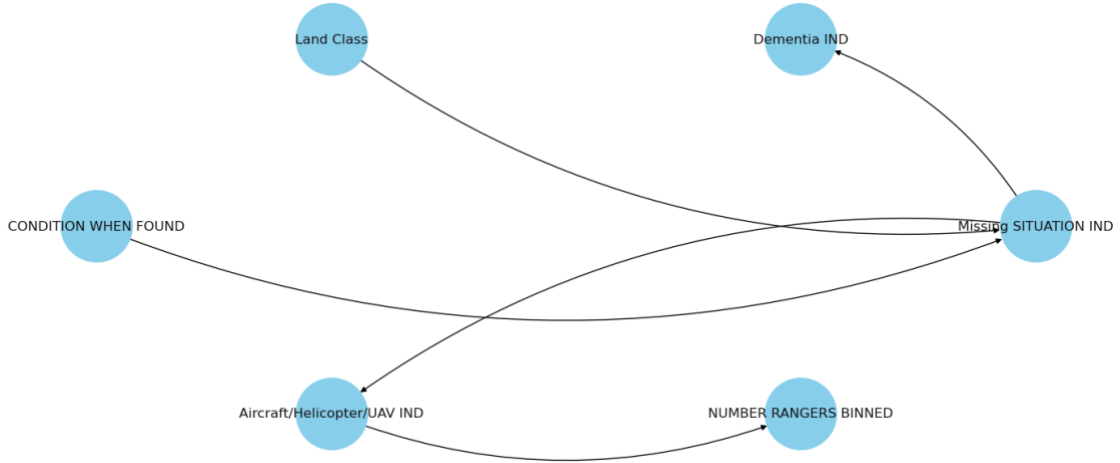 Land Class
Dementia IND
CONDITION WHEN FOUND
Missing SITUATION IND
Aircraft/Helicopter/UAV IND
NUMBER RANGERS BINNED